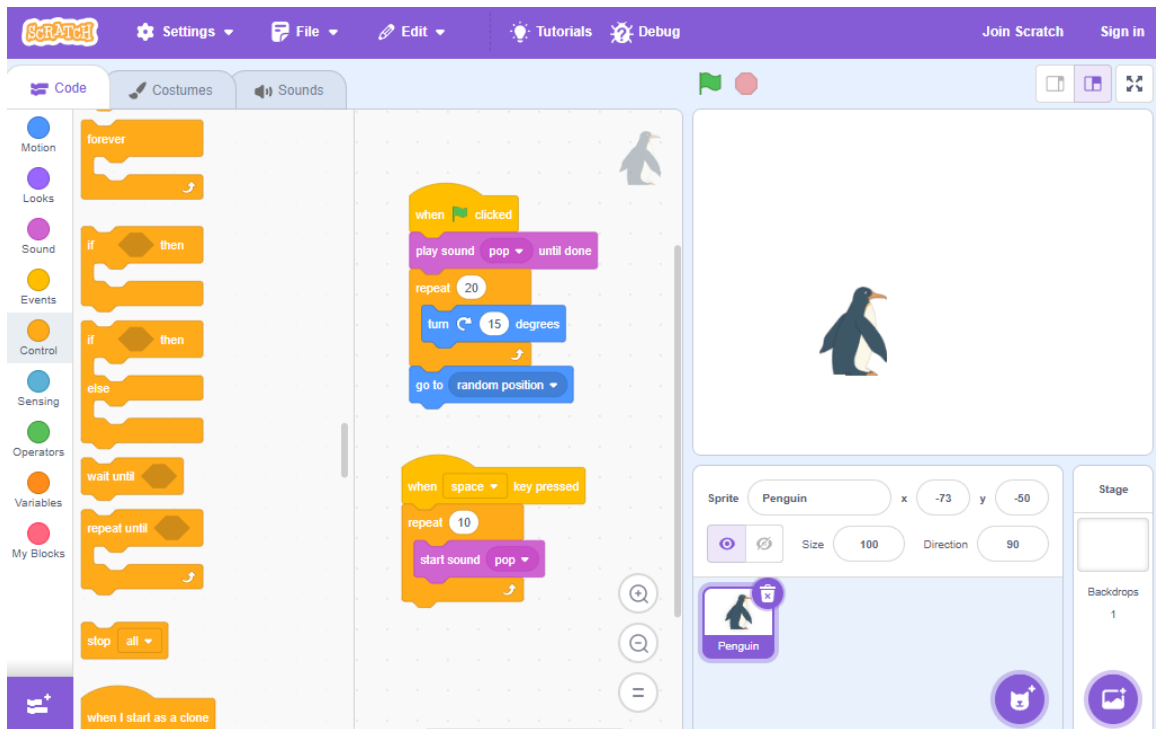 SCRATCH Settings File Edit Tutorials Debug Join Scratch Sign in
Code Costumes Sounds
Motion
Looks
Sound
Events
Control
Sensing
Operators
Variables
My Blocks
forever
if then
if then
else
wait until
repeat until
stop all
when I start as a clone
when clicked
play sound pop until done
repeat 20
turn 15 degrees
go to random position
when space key pressed
repeat 10
start sound pop
=
Sprite Penguin x -73 y -50
Size 100 Direction 90
Penguin
Stage
Backdrops
1